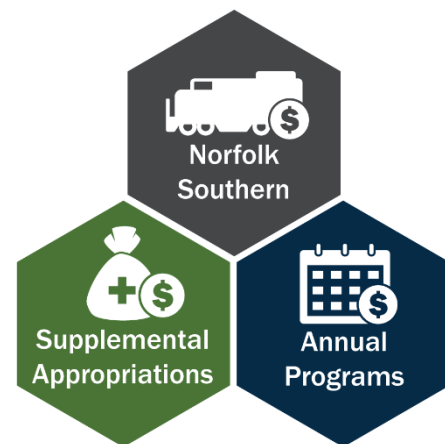 $
Norfolk
Southern
$
Supplemental
Appropriations
$
Annual
Programs